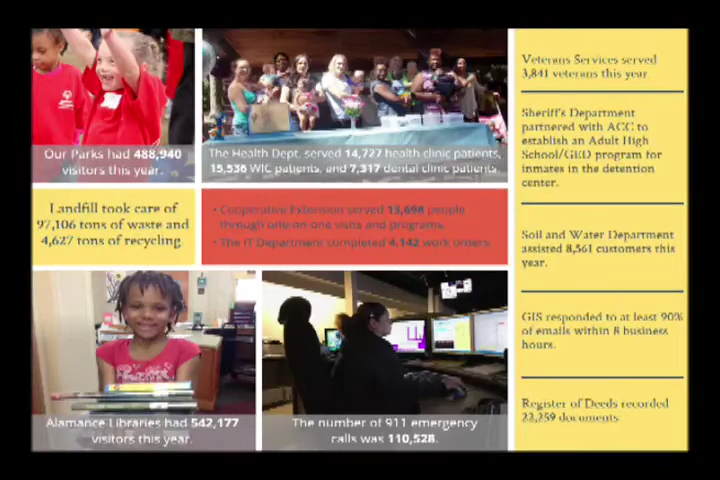 Our Parks had 488,940
visitors this year.
The Health Dept. served 14,727 health clinic patients,
15,536 WIC patients, and 7,317 dental clinic patients.
Veterans Services served
3,841 veterans this year.
Sheriff's Department
partnered with ACC to
establish an Adult High
School/GED program for
inmates in the detention
center.
Soil and Water Department
assisted 8,561 customers this
year.
GIS responded to at least 90%
of emails within 8 business
hours.
Register of Deeds recorded
22,259 documents.
Landfill took care of
97,106 tons of waste and
4,627 tons of recycling.
• Cooperative Extension served 13,698 people
through one-on-one visits and programs.
• The IT Department completed 4,142 work orders.
Alamance Libraries had 542,177
visitors this year.
The number of 911 emergency
calls was 110,528.